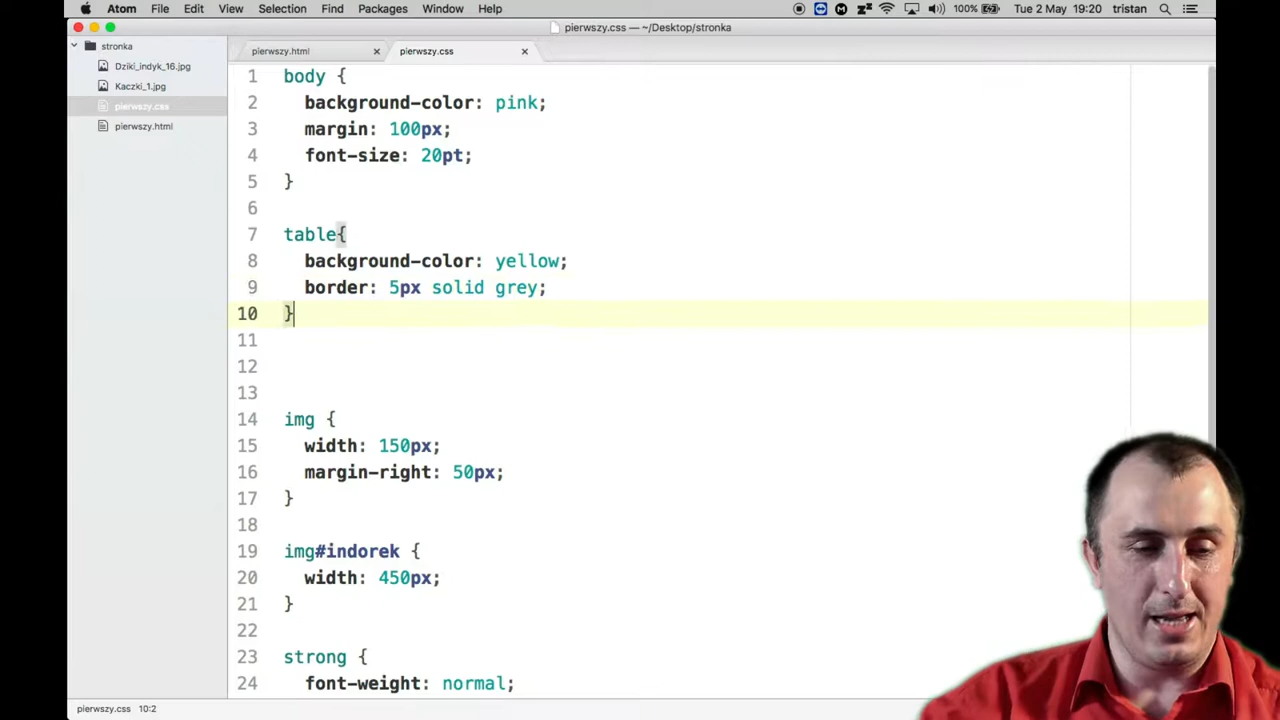 Atom File Edit View Selection Find Packages Window Help 100% Tue 2 May 19:20 tristan
pierwszy.css — ~/Desktop/stronka
stronka
Dziki_indyk_16.jpg
Kaczki_1.jpg
pierwszy.css
pierwszy.html
pierwszy.html pierwszy.css
1 body {
2 background-color: pink;
3 margin: 100px;
4 font-size: 20pt;
5 }
6
7 table{
8 background-color: yellow;
9 border: 5px solid grey;
10 }
11
12
13
14 img {
15 width: 150px;
16 margin-right: 50px;
17 }
18
19 img#indorek {
20 width: 450px;
21 }
22
23 strong {
24 font-weight: normal;
pierwszy.css 10:2